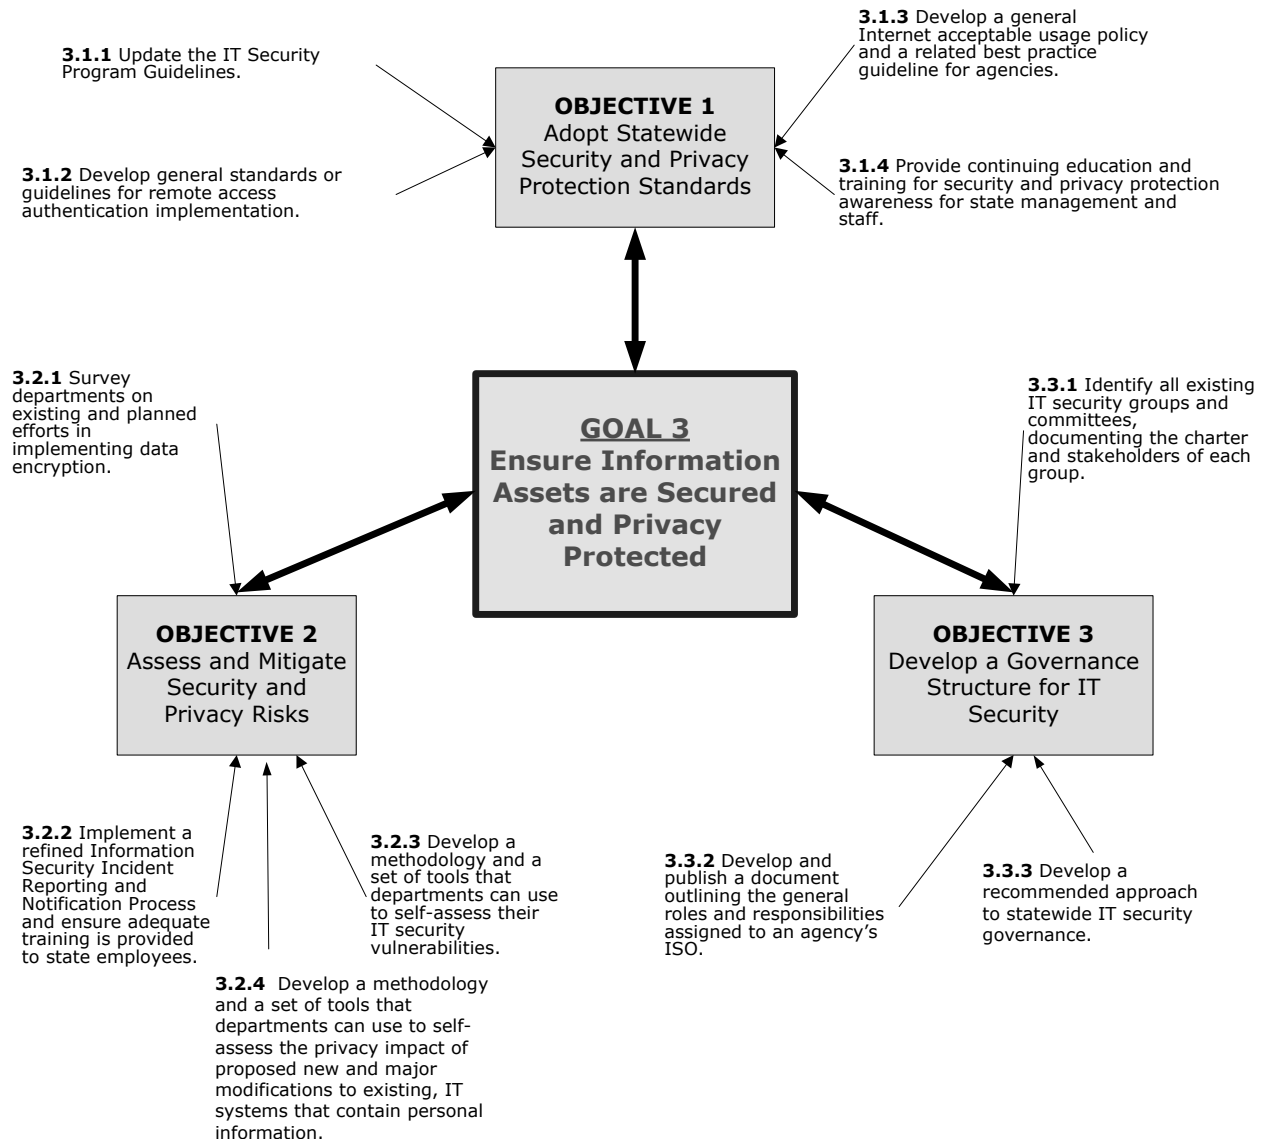 3.1.1 Update the IT Security
Program Guidelines.
3.1.3 Develop a general
Internet acceptable usage policy
and a related best practice
guideline for agencies.
OBJECTIVE 1
Adopt Statewide
Security and Privacy
Protection Standards
3.1.2 Develop general standards or
guidelines for remote access
authentication implementation.
3.1.4 Provide continuing education and
training for security and privacy protection
awareness for state management and
staff.
3.2.1 Survey
departments on
existing and planned
efforts in
implementing data
encryption.
GOAL 3
Ensure Information
Assets are Secured
and Privacy
Protected
3.3.1 Identify all existing
IT security groups and
committees,
documenting the charter
and stakeholders of each
group.
OBJECTIVE 2
Assess and Mitigate
Security and
Privacy Risks
OBJECTIVE 3
Develop a Governance
Structure for IT
Security
3.2.2 Implement a
refined Information
Security Incident
Reporting and
Notification Process
and ensure adequate
training is provided
to state employees.
3.2.3 Develop a
methodology and a
set of tools that
departments can use
to self-assess their
IT security
vulnerabilities.
3.2.4 Develop a methodology
and a set of tools that
departments can use to self-
assess the privacy impact of
proposed new and major
modifications to existing, IT
systems that contain personal
information.
3.3.2 Develop and
publish a document
outlining the general
roles and responsibilities
assigned to an agency’s
ISO.
3.3.3 Develop a
recommended approach
to statewide IT security
governance.